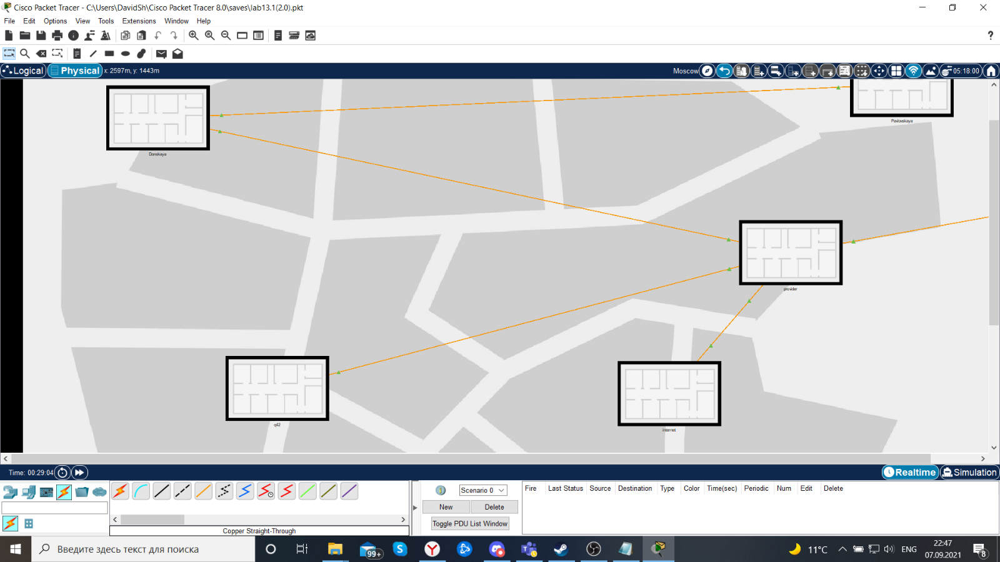 Cisco Packet Tracer - C:\Users\DavidSh\Cisco Packet Tracer 8.0\saves\lab13.1(2.0).pkt
File Edit Options View Tools Extensions Window Help
Logical Physical x: 2597m, y: 1443m Moscow 05:18:00
Pavlovskaya
Donskaya
provider
q42
internet
Time: 00:29:04 Realtime Simulation
Scenario 0
New Delete
Toggle PDU List Window
Fire Last Status Source Destination Type Color Time(sec) Periodic Num Edit Delete
Copper Straight-Through
Введите здесь текст для поиска
99+
11°C
ENG
22:47
07.09.2021
8